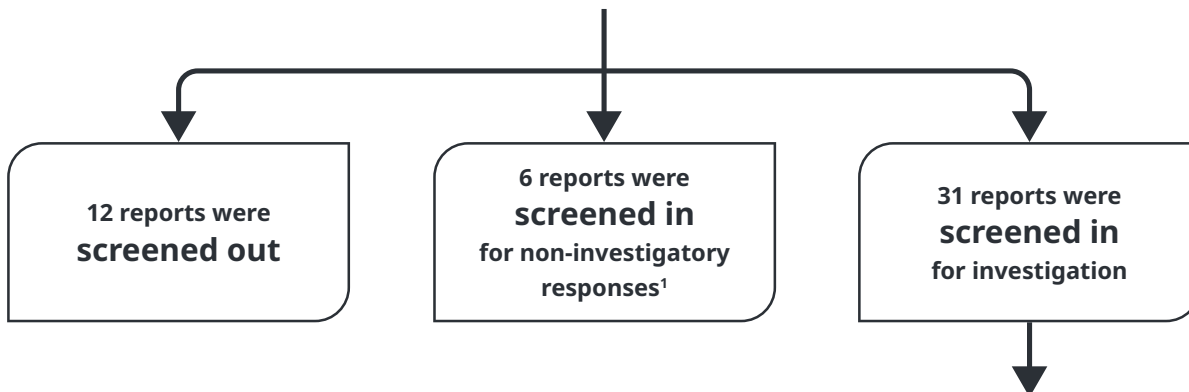 12 reports were
screened out
6 reports were
screened in
for non-investigatory
responses¹
31 reports were
screened in
for investigation